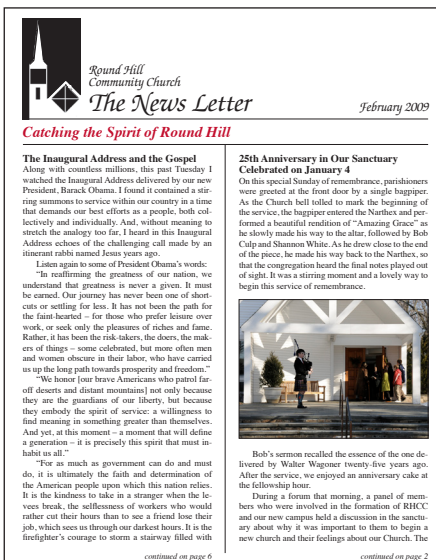 Round Hill
Community Church
The News Letter
February 2009
Catching the Spirit of Round Hill
The Inaugural Address and the Gospel
Along with countless millions, this past Tuesday I
watched the Inaugural Address delivered by our new
President, Barack Obama. I found it contained a stir-
ring summons to service within our country in a time
that demands our best efforts as a people, both col-
lectively and individually. And, without meaning to
stretch the analogy too far, I heard in this Inaugural
Address echoes of the challenging call made by an
itinerant rabbi named Jesus years ago.
Listen again to some of President Obama's words:
"In reaffirming the greatness of our nation, we
understand that greatness is never a given. It must
be earned. Our journey has never been one of short-
cuts or settling for less. It has not been the path for
the faint-hearted – for those who prefer leisure over
work, or seek only the pleasures of riches and fame.
Rather, it has been the risk-takers, the doers, the mak-
ers of things – some celebrated, but more often men
and women obscure in their labor, who have carried
us up the long path towards prosperity and freedom."
"We honor [our brave Americans who patrol far-
off deserts and distant mountains] not only because
they are the guardians of our liberty, but because
they embody the spirit of service: a willingness to
find meaning in something greater than themselves.
And yet, at this moment – a moment that will define
a generation – it is precisely this spirit that must in-
habit us all."
"For as much as government can do and must
do, it is ultimately the faith and determination of
the American people upon which this nation relies.
It is the kindness to take in a stranger when the le-
vees break, the selflessness of workers who would
rather cut their hours than to see a friend lose their
job, which sees us through our darkest hours. It is the
firefighter's courage to storm a stairway filled with
continued on page 6
25th Anniversary in Our Sanctuary
Celebrated on January 4
On this special Sunday of remembrance, parishioners
were greeted at the front door by a single bagpiper.
As the Church bell tolled to mark the beginning of
the service, the bagpiper entered the Narthex and per-
formed a beautiful rendition of "Amazing Grace" as
he slowly made his way to the altar, followed by Bob
Culp and Shannon White. As he drew close to the end
of the piece, he made his way back to the Narthex, so
that the congregation heard the final notes played out
of sight. It was a stirring moment and a lovely way to
begin this service of remembrance.
Bob's sermon recalled the essence of the one de-
livered by Walter Wagoner twenty-five years ago.
After the service, we enjoyed an anniversary cake at
the fellowship hour.
During a forum that morning, a panel of mem-
bers who were involved in the formation of RHCC
and our new campus held a discussion in the sanctu-
ary about why it was important to them to begin a
new church and their feelings about our Church. The
continued on page 2